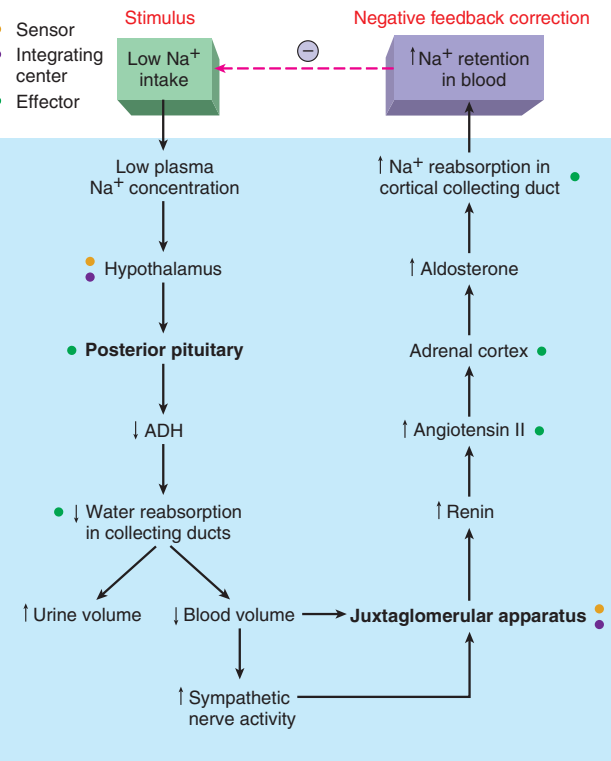 Stimulus
Negative feedback correction
Sensor
Integrating
center
Effector
Low Na+
intake
−
↑Na+ retention
in blood
Low plasma
Na+ concentration
↑ Na+ reabsorption in
cortical collecting duct
Hypothalamus
↑ Aldosterone
Posterior pituitary
Adrenal cortex
↓ ADH
↑ Angiotensin II
↓ Water reabsorption
in collecting ducts
↑ Renin
↑ Urine volume
↓ Blood volume
Juxtaglomerular apparatus
↑ Sympathetic
nerve activity